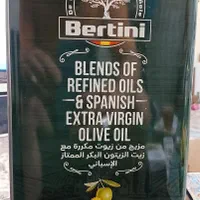 Bertini
BLENDS OF
REFINED OILS
& SPANISH
EXTRA VIRGIN
OLIVE OIL
مزيج من زيوت مكررة مع
زيت الزيتون البكر الممتاز
الإسباني